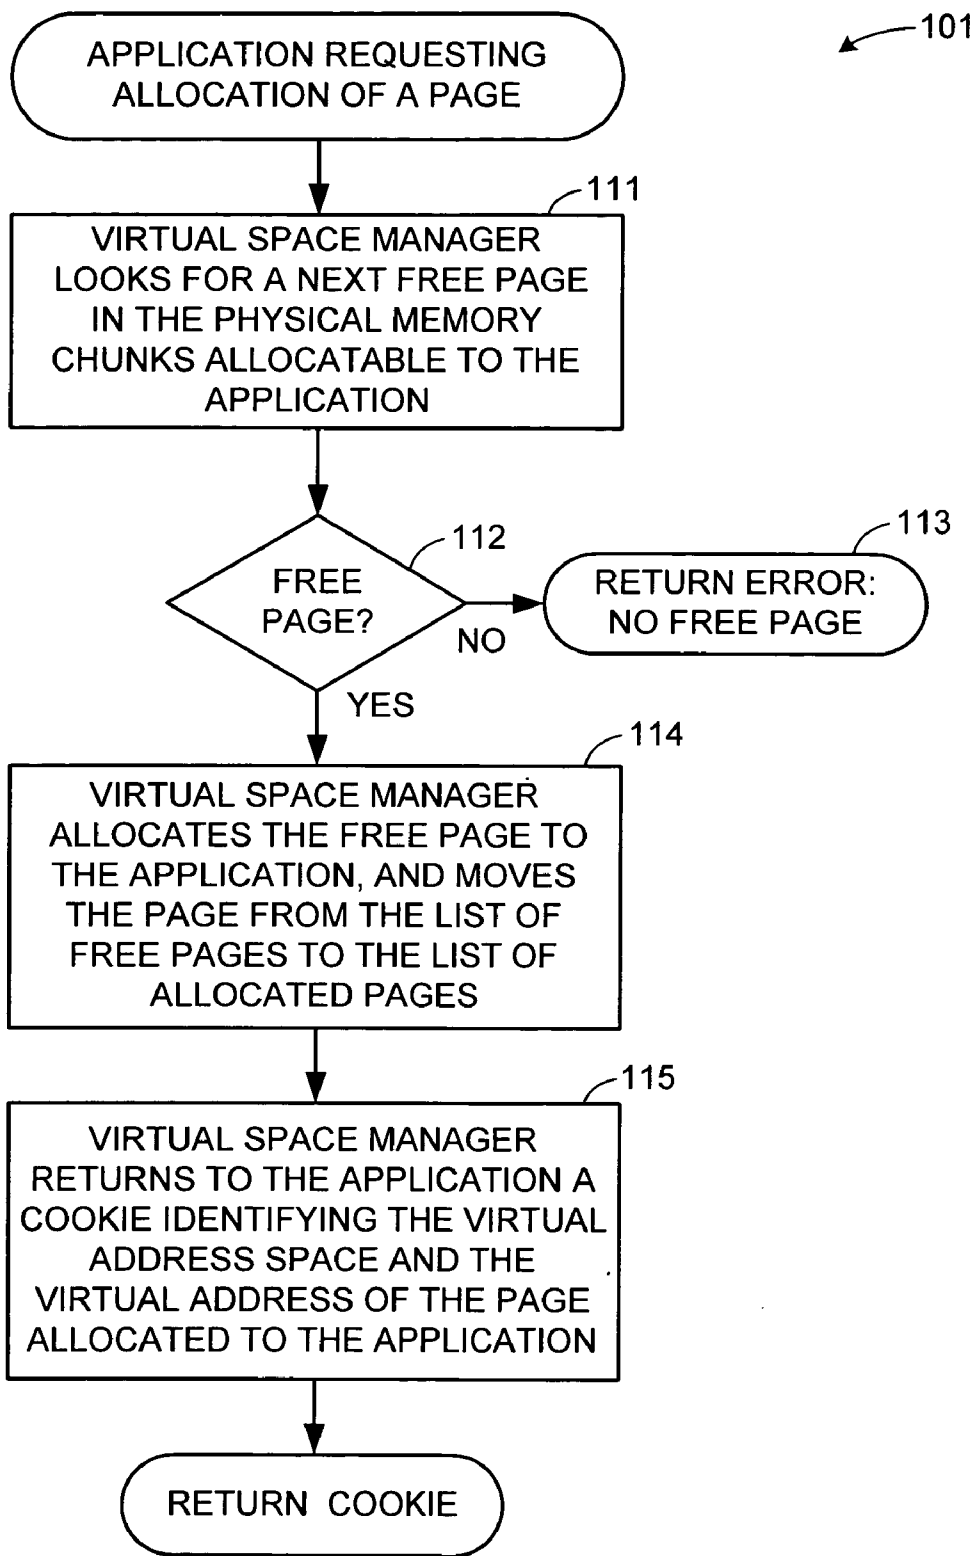 101
APPLICATION REQUESTING
ALLOCATION OF A PAGE
111
VIRTUAL SPACE MANAGER
LOOKS FOR A NEXT FREE PAGE
IN THE PHYSICAL MEMORY
CHUNKS ALLOCATABLE TO THE
APPLICATION
112
FREE
PAGE?
NO
YES
113
RETURN ERROR:
NO FREE PAGE
114
VIRTUAL SPACE MANAGER
ALLOCATES THE FREE PAGE TO
THE APPLICATION, AND MOVES
THE PAGE FROM THE LIST OF
FREE PAGES TO THE LIST OF
ALLOCATED PAGES
115
VIRTUAL SPACE MANAGER
RETURNS TO THE APPLICATION A
COOKIE IDENTIFYING THE VIRTUAL
ADDRESS SPACE AND THE
VIRTUAL ADDRESS OF THE PAGE
ALLOCATED TO THE APPLICATION
RETURN COOKIE